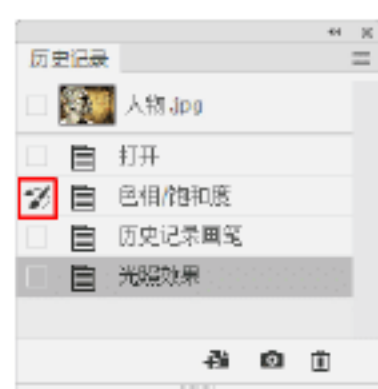 历史记录
人物.jpg
打开
色相/饱和度
历史记录画笔
光照效果